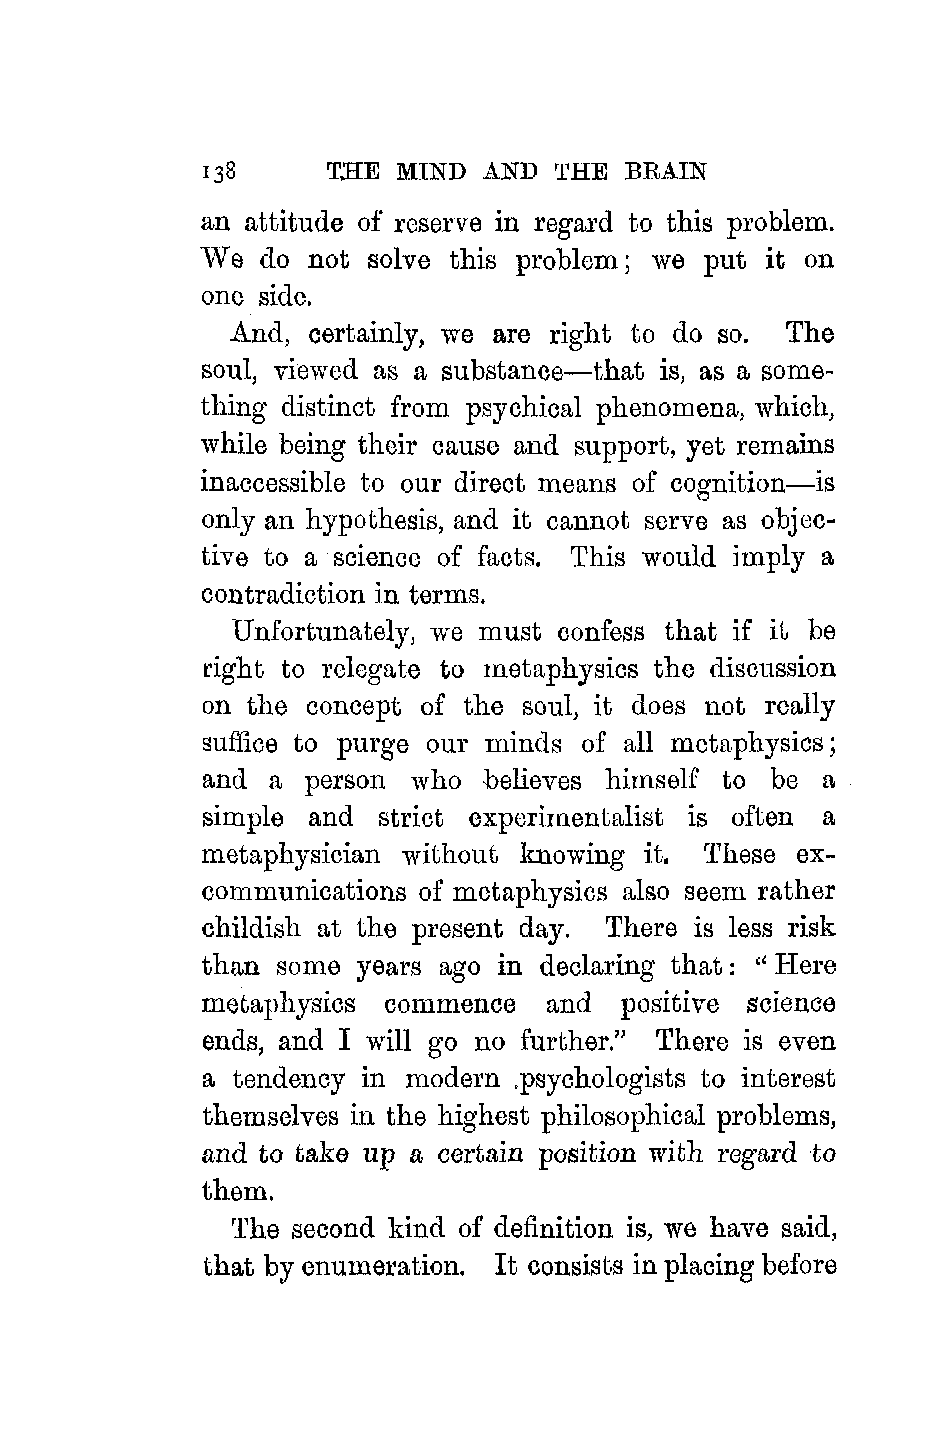 138 THE MIND AND THE BRAIN
an attitude of reserve in regard to this problem.
We do not solve this problem; we put it on
one side.
And, certainly, we are right to do so. The
soul, viewed as a substance—that is, as a some-
thing distinct from psychical phenomena, which,
while being their cause and support, yet remains
inaccessible to our direct means of cognition—is
only an hypothesis, and it cannot serve as objec-
tive to a science of facts. This would imply a
contradiction in terms.
Unfortunately, we must confess that if it be
right to relegate to metaphysics the discussion
on the concept of the soul, it does not really
suffice to purge our minds of all metaphysics;
and a person who believes himself to be a
simple and strict experimentalist is often a
metaphysician without knowing it. These ex-
communications of metaphysics also seem rather
childish at the present day. There is less risk
than some years ago in declaring that: "Here
metaphysics commence and positive science
ends, and I will go no further." There is even
a tendency in modern psychologists to interest
themselves in the highest philosophical problems,
and to take up a certain position with regard to
them.
The second kind of definition is, we have said,
that by enumeration. It consists in placing before